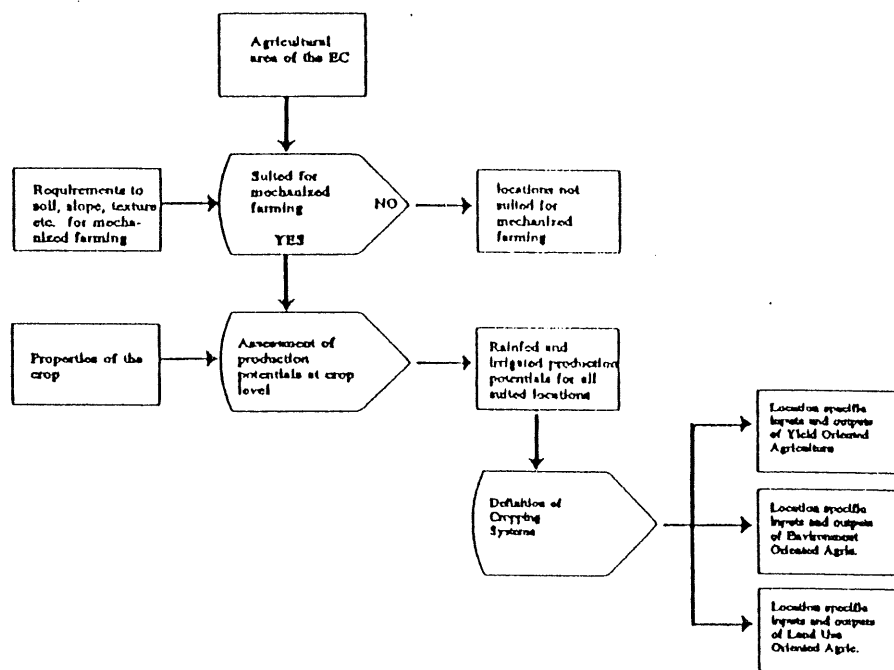 Agricultural
area of the EC
Requirements to
soil, slope, texture
etc. for mecha-
nized farming
Suited for
mechanized
farming
NO
YES
locations not
suited for
mechanized
farming
Properties of the
crop
Assessment of
production
potentials at crop
level
Rainfed and
irrigated production
potentials for all
suited locations
Definition of
Cropping
Systems
Location specific
inputs and outputs
of Yield Oriented
Agriculture
Location specific
inputs and outputs
of Environment
Oriented Agric.
Location specific
inputs and outputs
of Land Use
Oriented Agric.